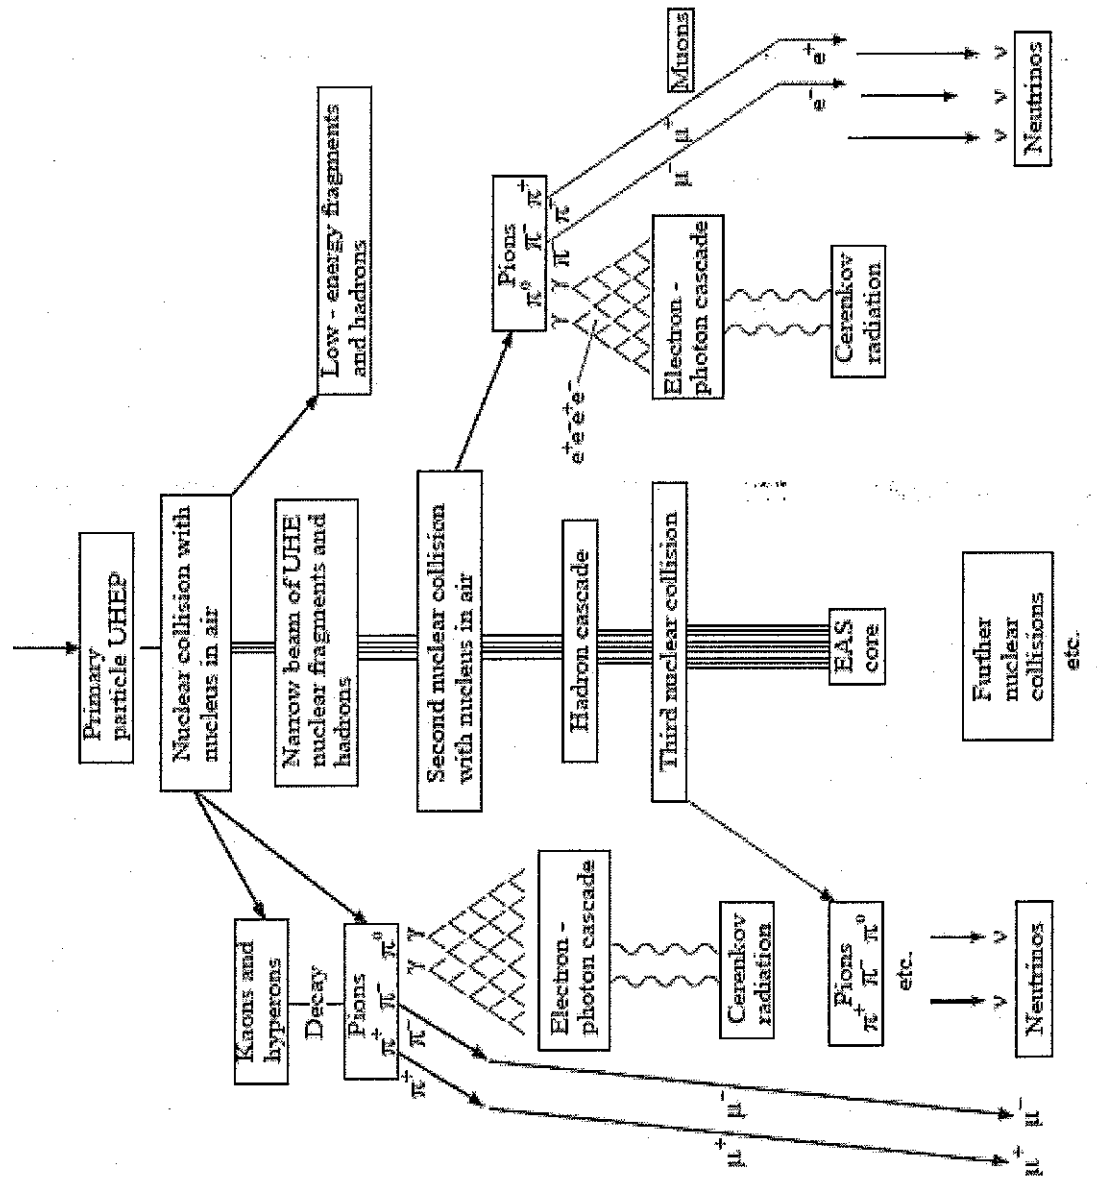 Primary
particle UHEP
Nuclear collision with
nucleus in air
Low - energy fragments
and hadrons
Narrow beam of UHE
nuclear fragments and
hadrons
Kaons and
hyperons
Decay
Pions
π⁺ π⁻ π⁰
π⁺ π⁻
γ γ
Second nuclear collision
with nucleus in air
Pions
π⁰ π⁻ π⁺
γ γ π⁻ π⁻
e⁺e⁻e⁺e⁻
Muons
μ⁻ μ⁺
e⁻ e⁺
Electron -
photon cascade
Electron -
photon cascade
Hadron cascade
Third nuclear collision
Cerenkov
radiation
Cerenkov
radiation
μ⁺ μ⁻
Pions
π⁺ π⁻ π⁰
etc.
EAS
core
ν ν
Neutrinos
ν ν ν
Neutrinos
μ⁺ μ⁻
Further
nuclear
collisions
etc.